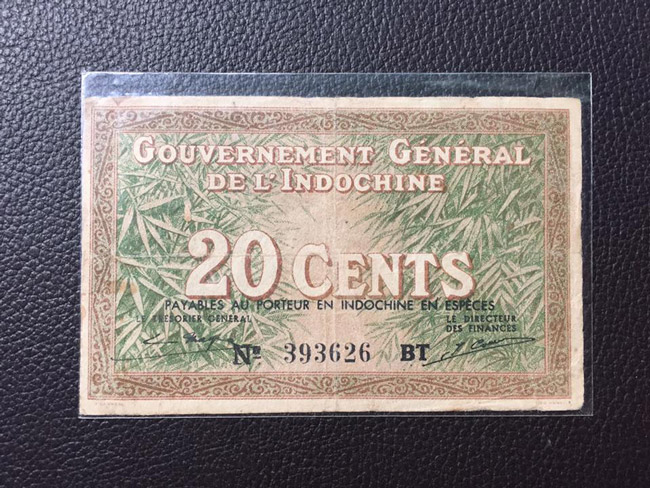 GOUVERNEMENT GÉNÉRAL
DE L'INDOCHINE
20 CENTS
PAYABLES AU PORTEUR EN INDOCHINE EN ESPÈCES
LE TRÉSORIER GÉNÉRAL
LE DIRECTEUR
DES FINANCES
Nº 393626 BT